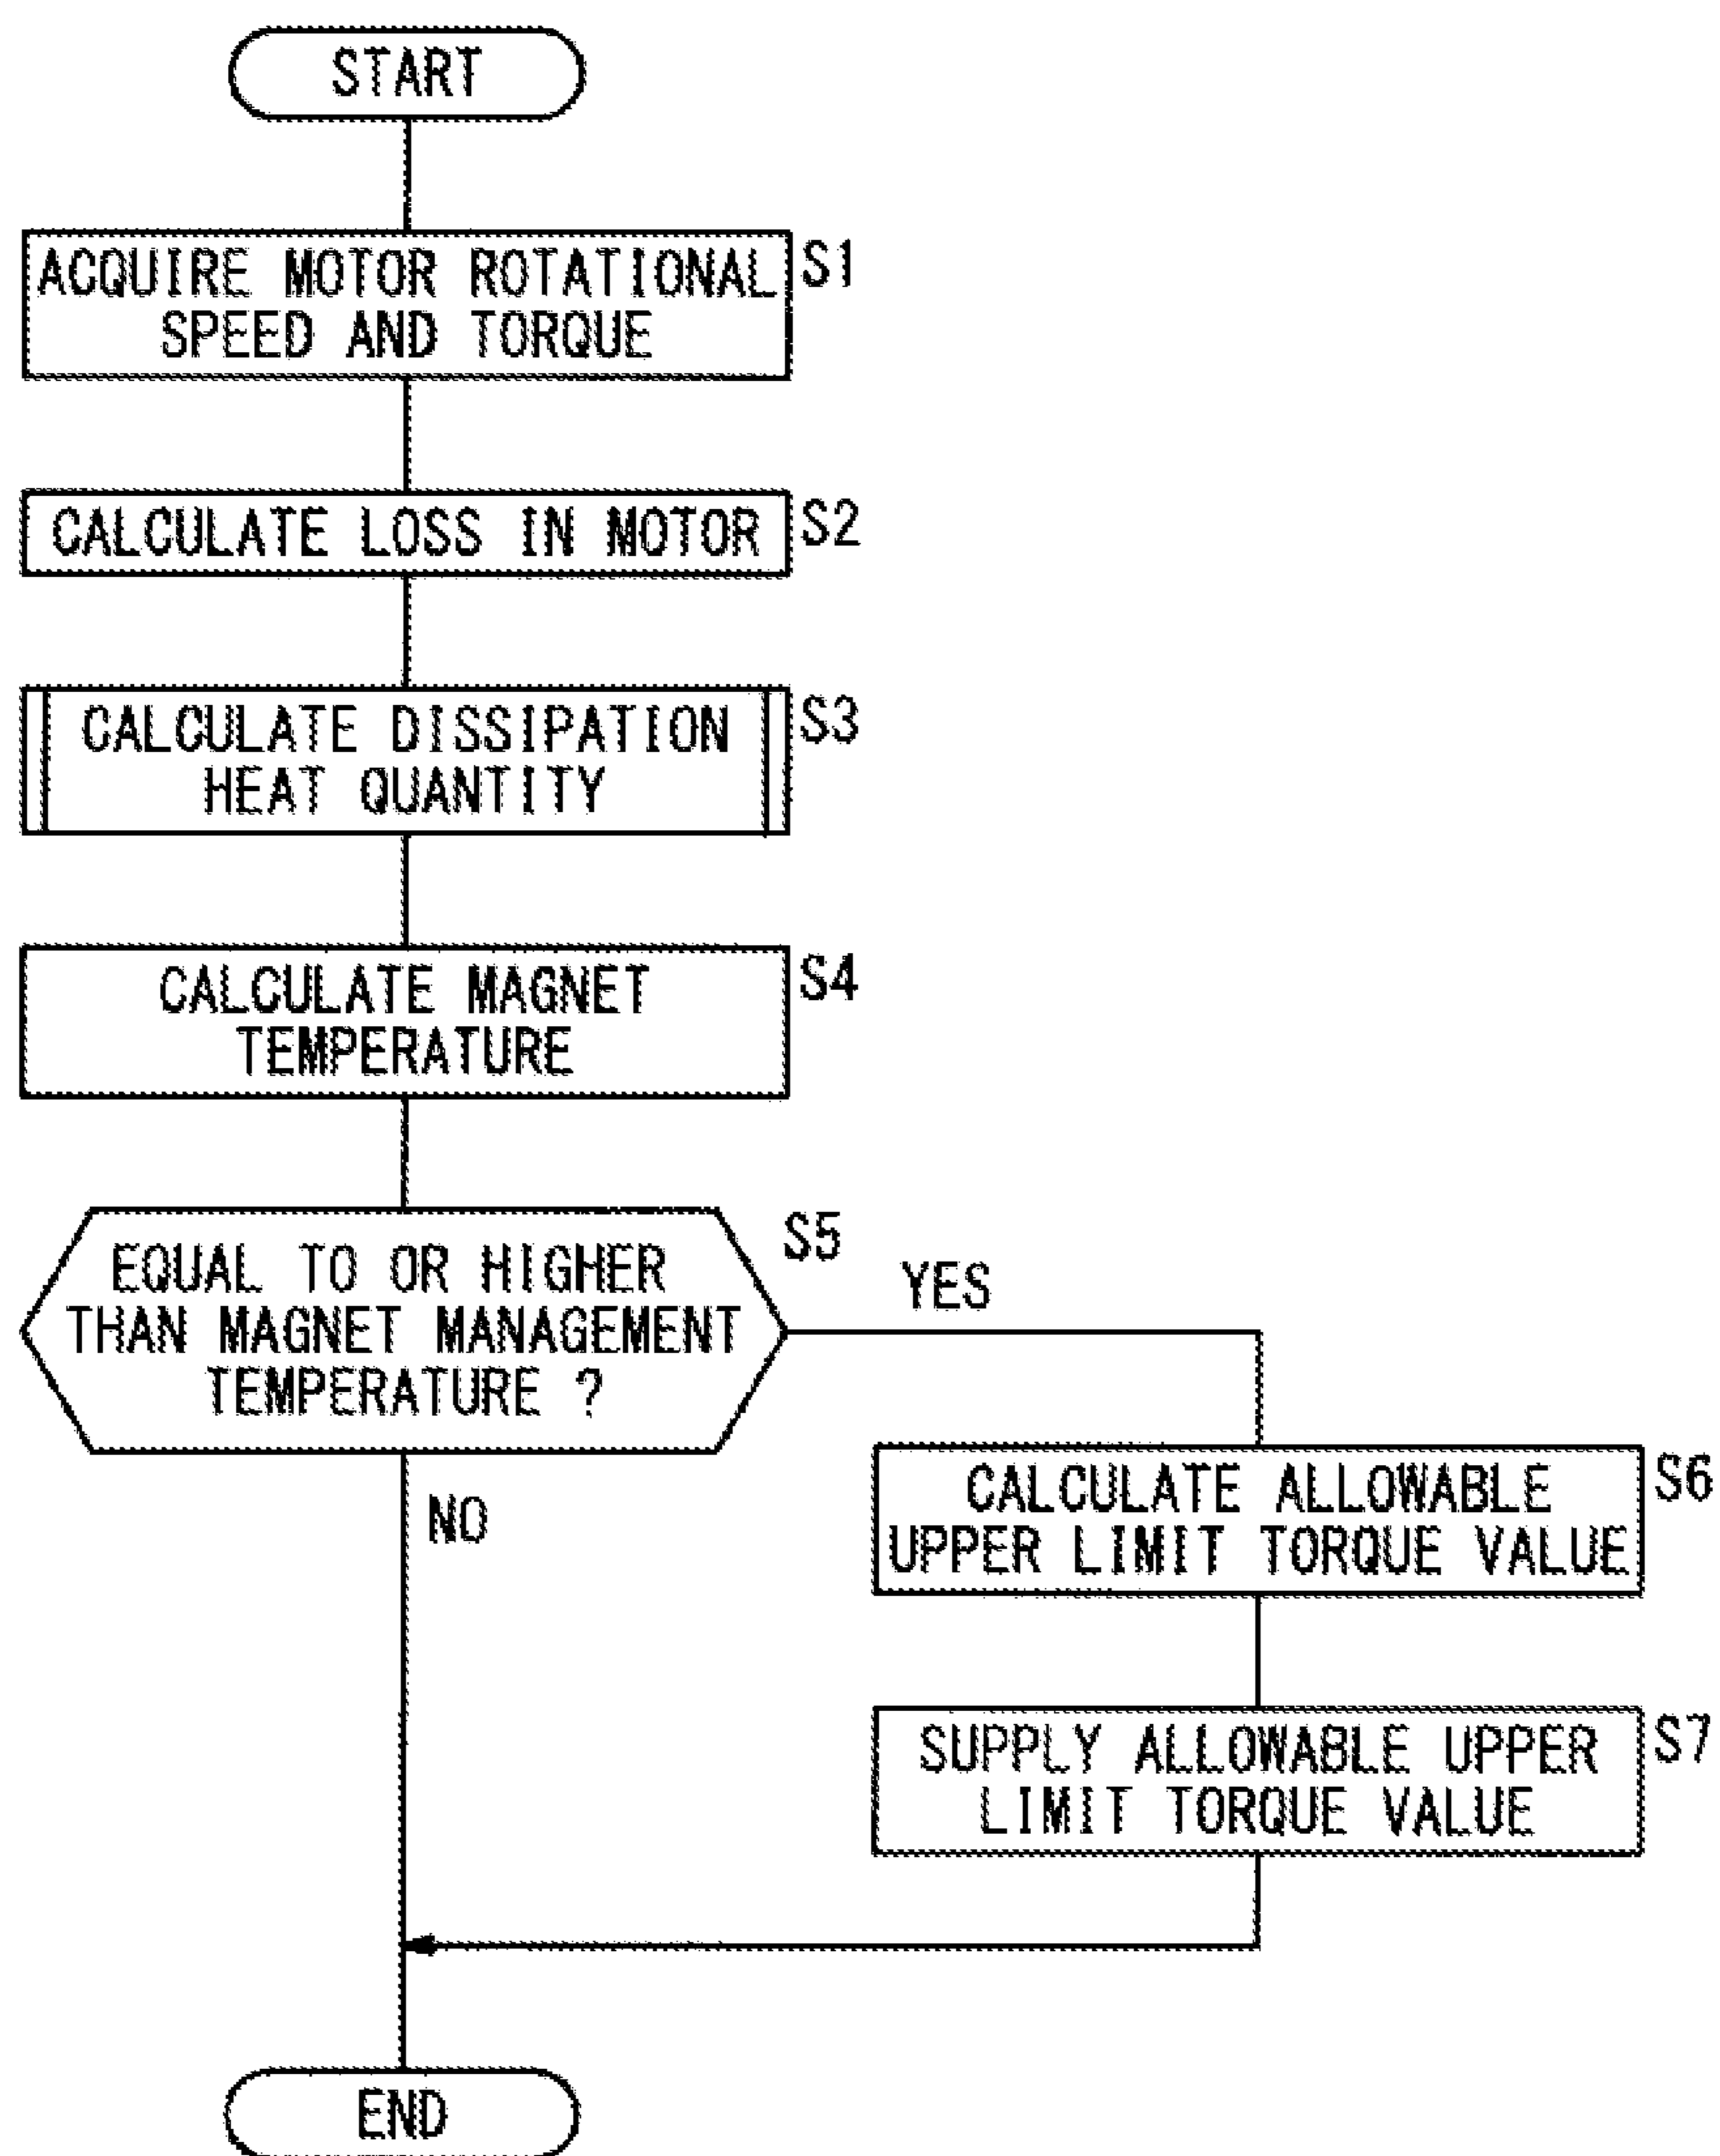 START
ACQUIRE MOTOR ROTATIONAL
SPEED AND TORQUE
S1
CALCULATE LOSS IN MOTOR
S2
CALCULATE DISSIPATION
HEAT QUANTITY
S3
CALCULATE MAGNET
TEMPERATURE
S4
EQUAL TO OR HIGHER
THAN MAGNET MANAGEMENT
TEMPERATURE ?
S5
YES
NO
CALCULATE ALLOWABLE
UPPER LIMIT TORQUE VALUE
S6
SUPPLY ALLOWABLE UPPER
LIMIT TORQUE VALUE
S7
END